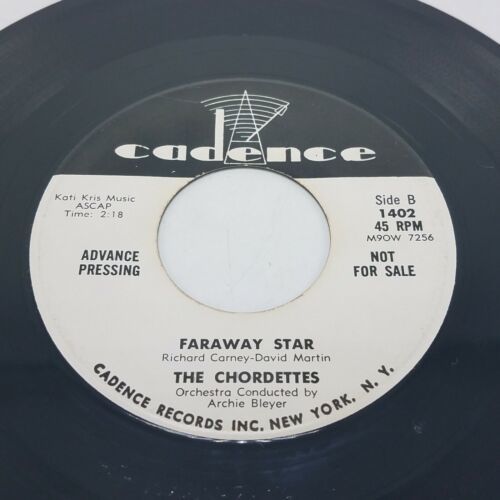 cadence
Kati Kris Music
ASCAP
Time: 2:18
Side B
1402
45 RPM
M9OW 7256
ADVANCE
PRESSING
NOT
FOR SALE
FARAWAY STAR
Richard Carney-David Martin
THE CHORDETTES
Orchestra Conducted by
Archie Bleyer
CADENCE RECORDS INC. NEW YORK, N. Y.